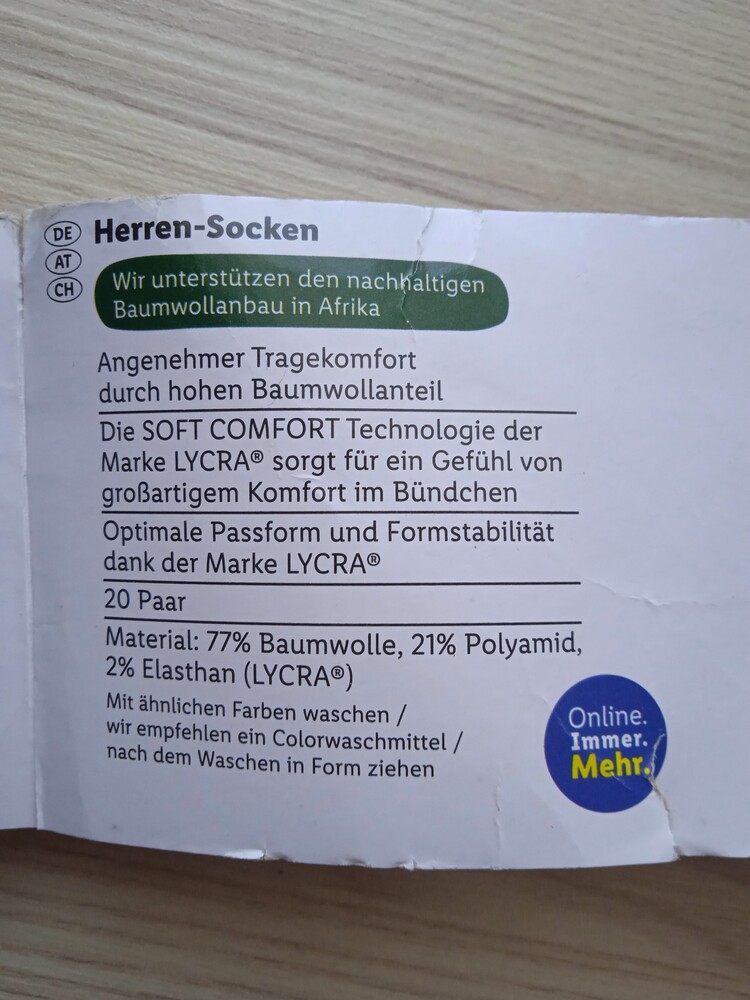 DE Herren-Socken
AT
CH
Wir unterstützen den nachhaltigen
Baumwollanbau in Afrika
Angenehmer Tragekomfort
durch hohen Baumwollanteil
Die SOFT COMFORT Technologie der
Marke LYCRA® sorgt für ein Gefühl von
großartigem Komfort im Bündchen
Optimale Passform und Formstabilität
dank der Marke LYCRA®
20 Paar
Material: 77% Baumwolle, 21% Polyamid,
2% Elasthan (LYCRA®)
Mit ähnlichen Farben waschen /
wir empfehlen ein Colorwaschmittel /
nach dem Waschen in Form ziehen
Online.
Immer.
Mehr.